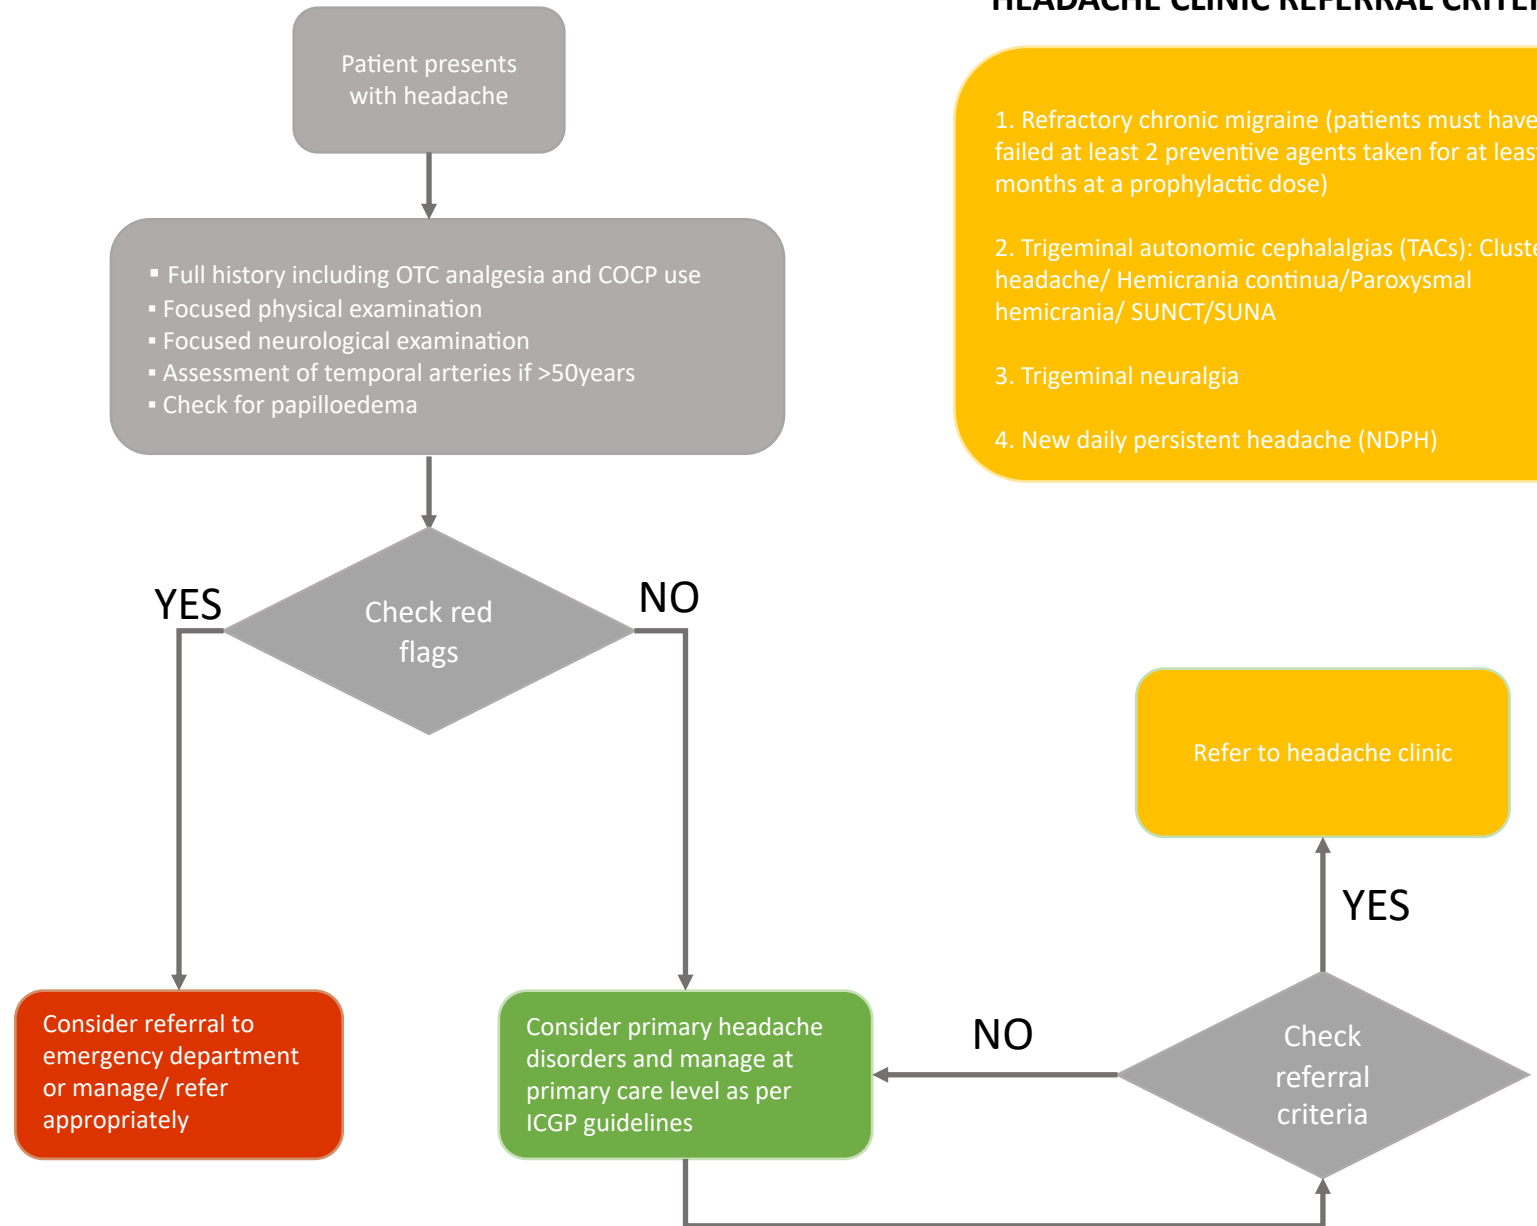 HEADACHE CLINIC REFERRAL
Patient presents
with headache
1. Refractory chronic migraine (patients must have
failed at least 2 preventive agents taken for at
months at a prophylactic dose)
2. Trigeminal autonomic cephalalgias (TACs):
headache/ Hemicrania continua/Paroxysmal
hemicrania/ SUNCT/SUNA
3. Trigeminal neuralgia
4. New daily persistent headache (NDPH)
▪ Full history including OTC analgesia and COCP use
▪ Focused physical examination
▪ Focused neurological examination
▪ Assessment of temporal arteries if >50years
▪ Check for papilloedema
YES
NO
Check red
flags
Refer to headache clinic
YES
Consider referral to
emergency department
or manage/ refer
appropriately
Consider primary headache
disorders and manage at
primary care level as per
ICGP guidelines
NO
Check
referral
criteria